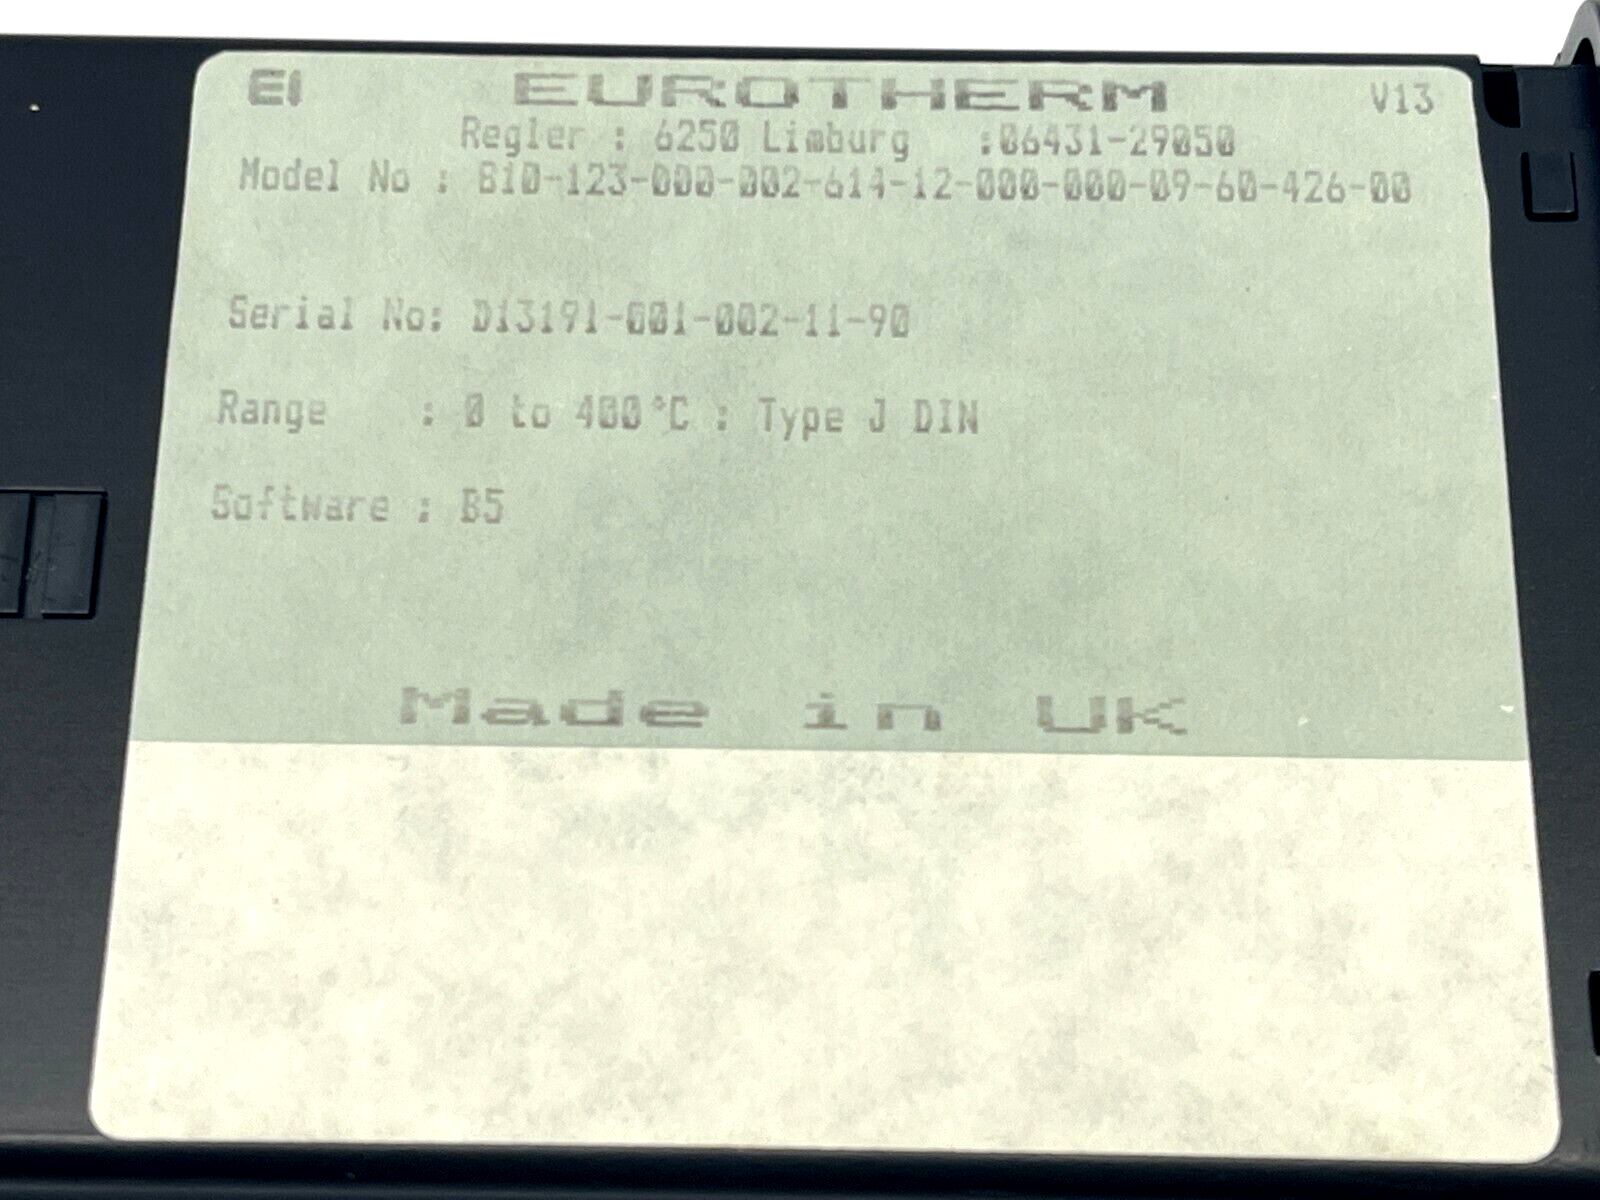 EI EUROTHERM V13
Regler : 6250 Limburg :06431-29050
Model No : 810-123-000-002-614-12-000-000-09-60-426-00
Serial No: D13191-001-002-11-90
Range : 0 to 400°C : Type J DIN
Software : B5
Made in UK